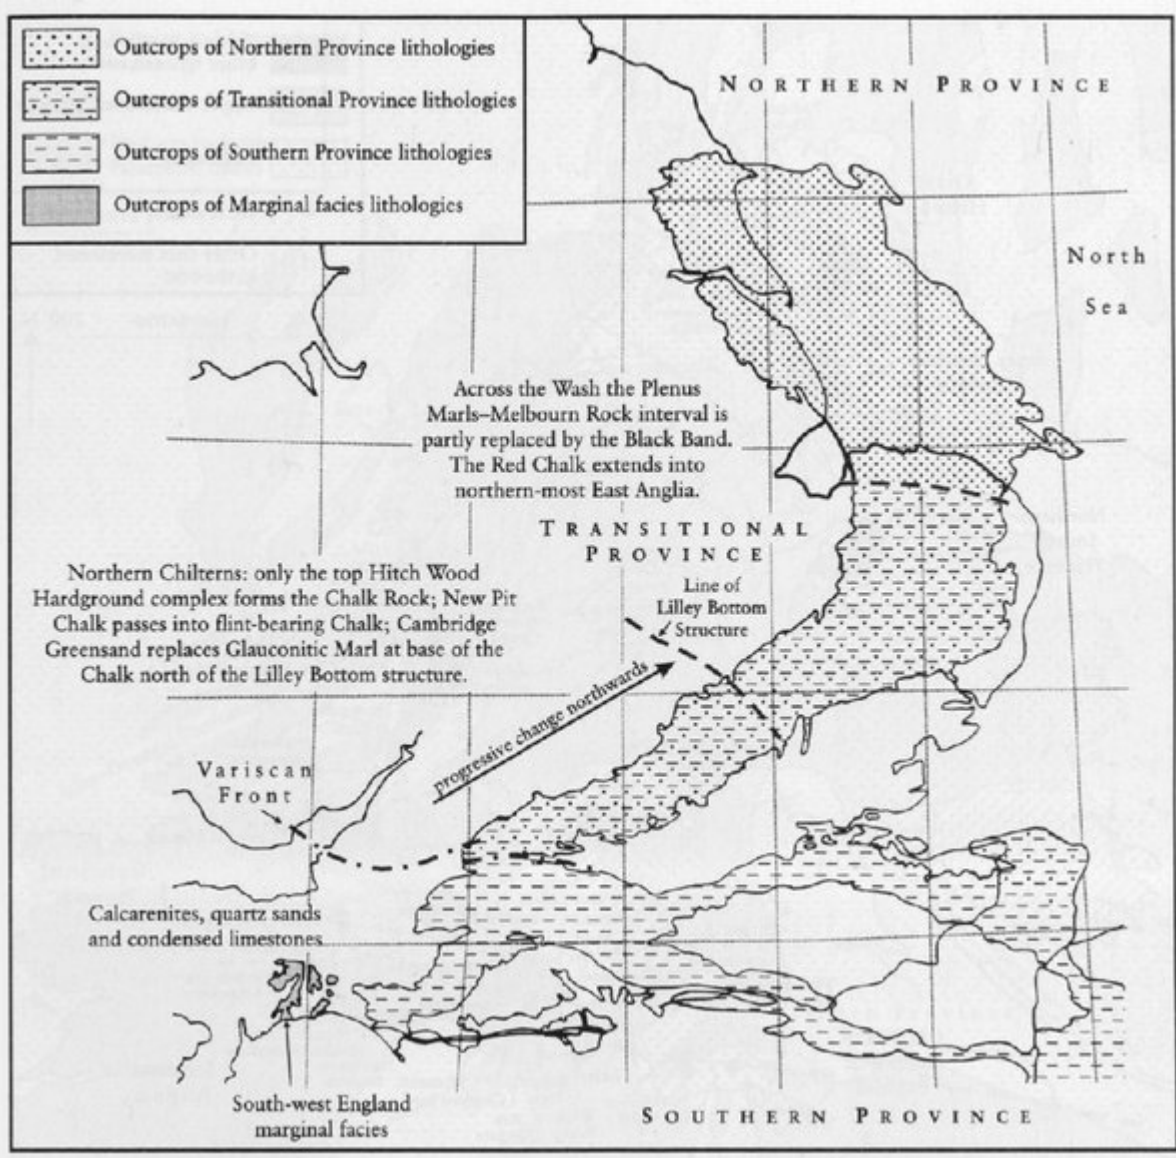 Outcrops of Northern Province lithologies
Outcrops of Transitional Province lithologies
Outcrops of Southern Province lithologies
Outcrops of Marginal facies lithologies
NORTHERN PROVINCE
North
Sea
Across the Wash the Plenus
Marls–Melbourn Rock interval is
partly replaced by the Black Band.
The Red Chalk extends into
northern-most East Anglia.
TRANSITIONAL
PROVINCE
Line of
Lilley Bottom
Structure
Northern Chilterns: only the top Hitch Wood
Hardground complex forms the Chalk Rock; New Pit
Chalk passes into flint-bearing Chalk; Cambridge
Greensand replaces Glauconitic Marl at base of the
Chalk north of the Lilley Bottom structure.
progressive change northwards
Variscan
Front
Calcarenites, quartz sands
and condensed limestones
South-west England
marginal facies
SOUTHERN PROVINCE